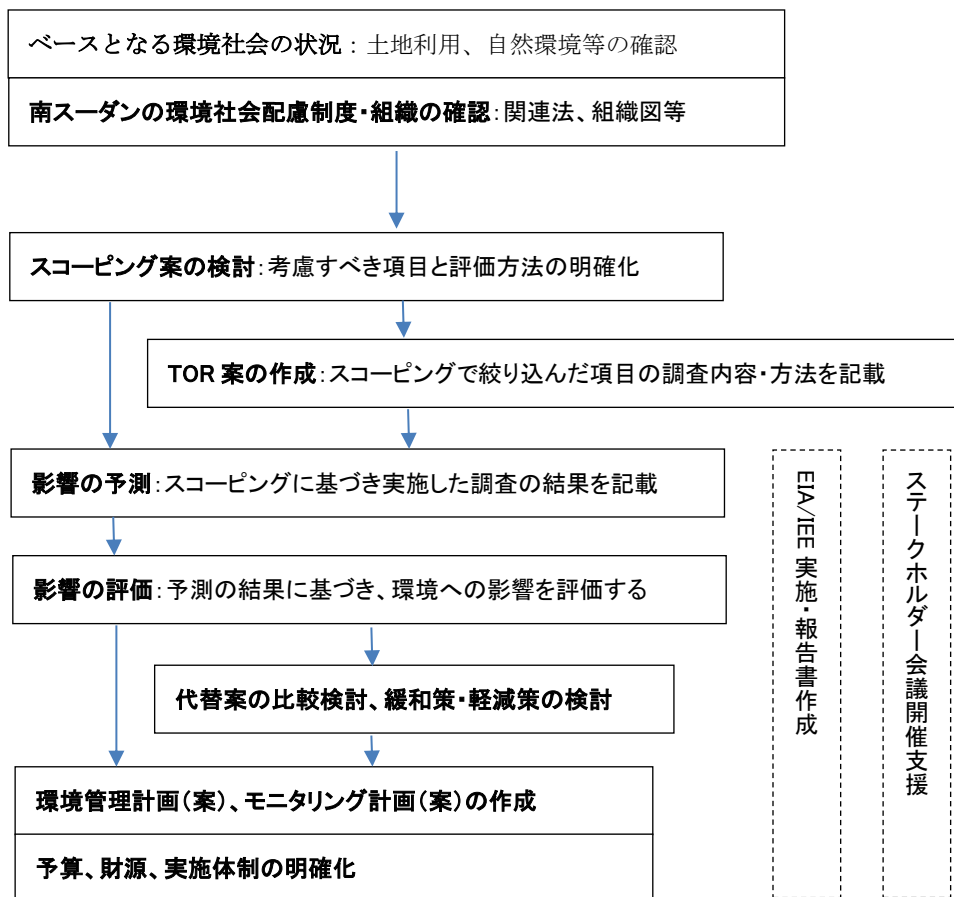 ベースとなる環境社会の状況：土地利用、自然環境等の確認
南スーダンの環境社会配慮制度・組織の確認：関連法、組織図等
スコーピング案の検討：考慮すべき項目と評価方法の明確化
TOR 案の作成：スコーピングで絞り込んだ項目の調査内容・方法を記載
影響の予測：スコーピングに基づき実施した調査の結果を記載
影響の評価：予測の結果に基づき、環境への影響を評価する
代替案の比較検討、緩和策・軽減策の検討
環境管理計画（案）、モニタリング計画（案）の作成
予算、財源、実施体制の明確化
EIA/IEE 実施・報告書作成
ステークホルダー会議開催支援